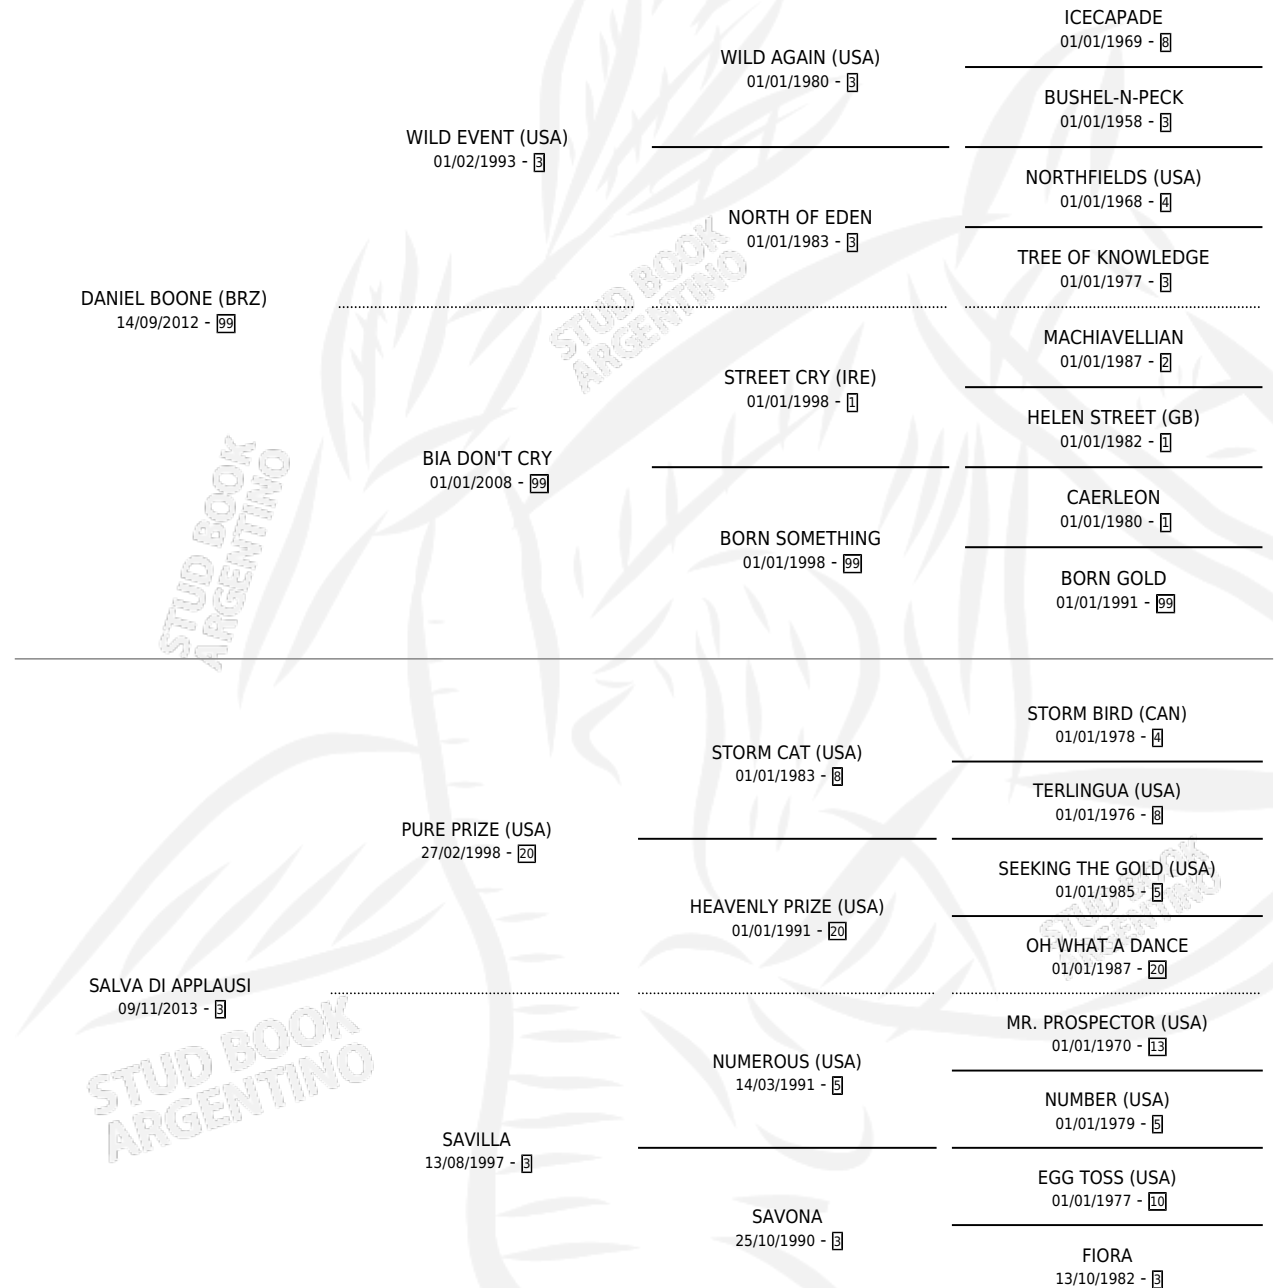 ICECAPADE
01/01/1969 - 8
WILD AGAIN (USA)
01/01/1980 - 3
BUSHEL-N-PECK
01/01/1958 - 3
WILD EVENT (USA)
01/02/1993 - 3
NORTHFIELDS (USA)
01/01/1968 - 4
NORTH OF EDEN
01/01/1983 - 3
TREE OF KNOWLEDGE
01/01/1977 - 3
DANIEL BOONE (BRZ)
14/09/2012 - 99
MACHIAVELLIAN
01/01/1987 - 2
STREET CRY (IRE)
01/01/1998 - 1
HELEN STREET (GB)
01/01/1982 - 1
BIA DON'T CRY
01/01/2008 - 99
CAERLEON
01/01/1980 - 1
BORN SOMETHING
01/01/1998 - 99
BORN GOLD
01/01/1991 - 99
STUD BOOK
ARGENTINO
STUD BOOK
ARGENTINO
STORM BIRD (CAN)
01/01/1978 - 4
STORM CAT (USA)
01/01/1983 - 8
TERLINGUA (USA)
01/01/1976 - 8
PURE PRIZE (USA)
27/02/1998 - 20
SEEKING THE GOLD (USA)
01/01/1985 - 5
HEAVENLY PRIZE (USA)
01/01/1991 - 20
OH WHAT A DANCE
01/01/1987 - 20
STUD BOOK
ARGENTINO
SALVA DI APPLAUSI
09/11/2013 - 3
MR. PROSPECTOR (USA)
01/01/1970 - 13
NUMEROUS (USA)
14/03/1991 - 5
NUMBER (USA)
01/01/1979 - 5
SAVILLA
13/08/1997 - 3
EGG TOSS (USA)
01/01/1977 - 10
SAVONA
25/10/1990 - 3
FIORA
13/10/1982 - 3
STUD BOOK
ARGENTINO